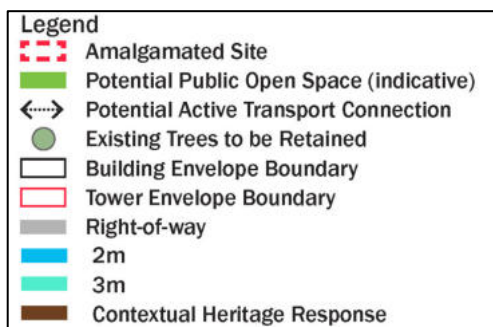 Legend
Amalgamated Site
Potential Public Open Space (indicative)
Potential Active Transport Connection
Existing Trees to be Retained
Building Envelope Boundary
Tower Envelope Boundary
Right-of-way
2m
3m
Contextual Heritage Response